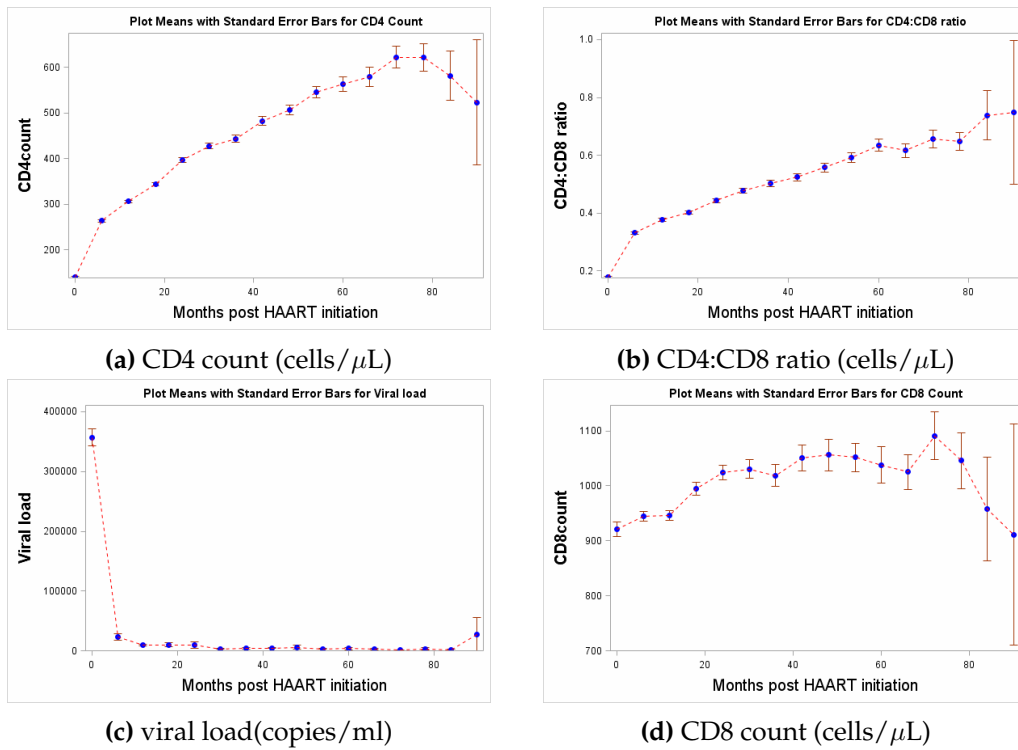 Plot Means with Standard Error Bars for CD4 Count
CD4count
600
500
400
300
200
0 20 40 60 80
Months post HAART initiation
(a) CD4 count (cells/μL)
Plot Means with Standard Error Bars for CD4:CD8 ratio
CD4:CD8 ratio
1.0
0.8
0.6
0.4
0.2
0 20 40 60 80
Months post HAART initiation
(b) CD4:CD8 ratio (cells/μL)
Plot Means with Standard Error Bars for Viral load
Viral load
400000
300000
200000
100000
0
0 20 40 60 80
Months post HAART initiation
(c) viral load(copies/ml)
Plot Means with Standard Error Bars for CD8 Count
CD8count
1100
1000
900
800
700
0 20 40 60 80
Months post HAART initiation
(d) CD8 count (cells/μL)